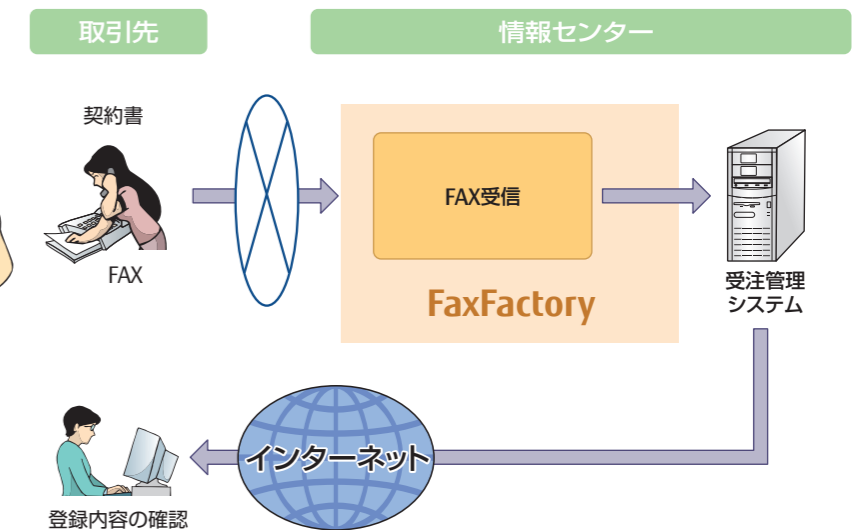 取引先
情報センター
契約書
FAX
FAX受信
FaxFactory
受注管理
システム
インターネット
登録内容の確認